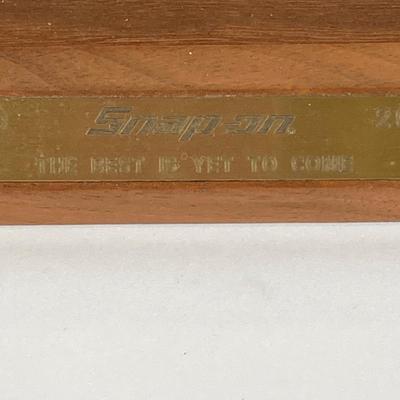 Snap-on
THE BEST IS YET TO COME